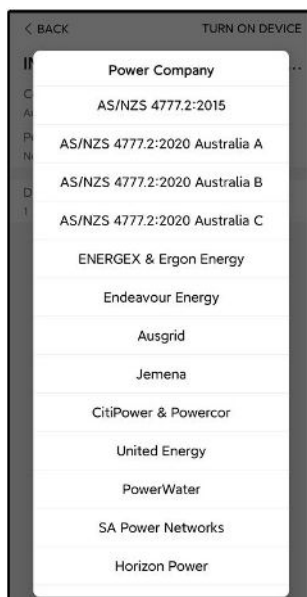 < BACK TURN ON DEVICE
Power Company
AS/NZS 4777.2:2015
AS/NZS 4777.2:2020 Australia A
AS/NZS 4777.2:2020 Australia B
AS/NZS 4777.2:2020 Australia C
ENERGEX & Ergon Energy
Endeavour Energy
Ausgrid
Jemena
CitiPower & Powercor
United Energy
PowerWater
SA Power Networks
Horizon Power